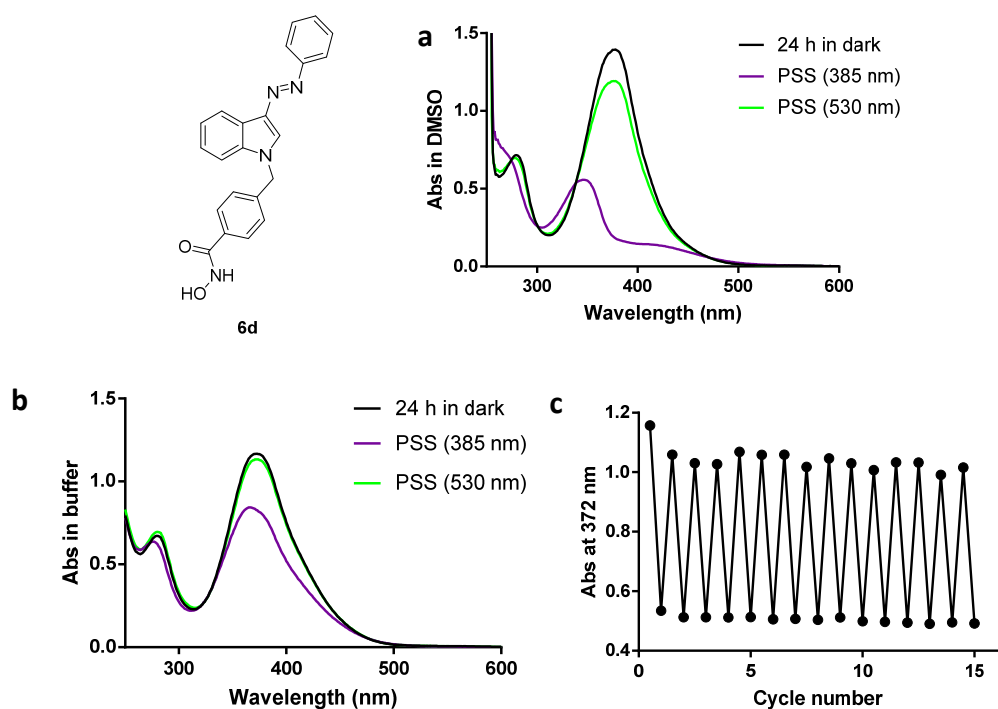 N=N
N
O
NH
HO
6d
a
Abs in DMSO
1.5
1.0
0.5
0.0
300 400 500 600
Wavelength (nm)
24 h in dark
PSS (385 nm)
PSS (530 nm)
b
Abs in buffer
1.5
1.0
0.5
0.0
300 400 500 600
Wavelength (nm)
24 h in dark
PSS (385 nm)
PSS (530 nm)
c
Abs at 372 nm
1.2
1.0
0.8
0.6
0.4
0 5 10 15
Cycle number